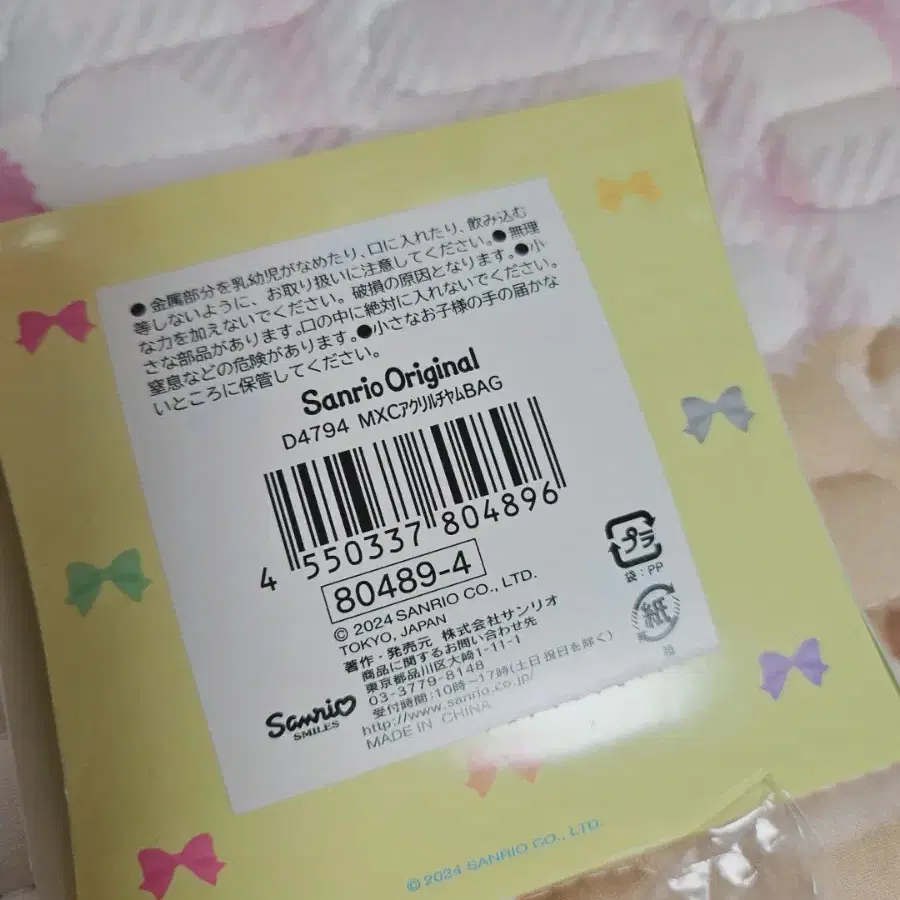 ●金属部分を乳幼児がなめたり、口に入れたり、飲み込む
等しないように、お取り扱いに注意してください。●無理
な力を加えないでください。破損の原因となります。●小
さな部品があります。口の中に絶対に入れないでください。
窒息などの危険があります。●小さなお子様の手の届かな
いところに保管してください。
Sanrio Original
D4794 MXCアクリルチャムBAG
4 550337 804896
80489-4
プラ
袋:PP
紙
© 2024 SANRIO CO., LTD.
TOKYO, JAPAN
著作・発売元 株式会社サンリオ
商品に関するお問い合わせ先
東京都品川区大崎1-11-1
03-3779-8148
受付時間:10時〜17時(土日祝日を除く)
http://www.sanrio.co.jp/
MADE IN CHINA
Sanrio
SMILES
© 2024 SANRIO CO., LTD.